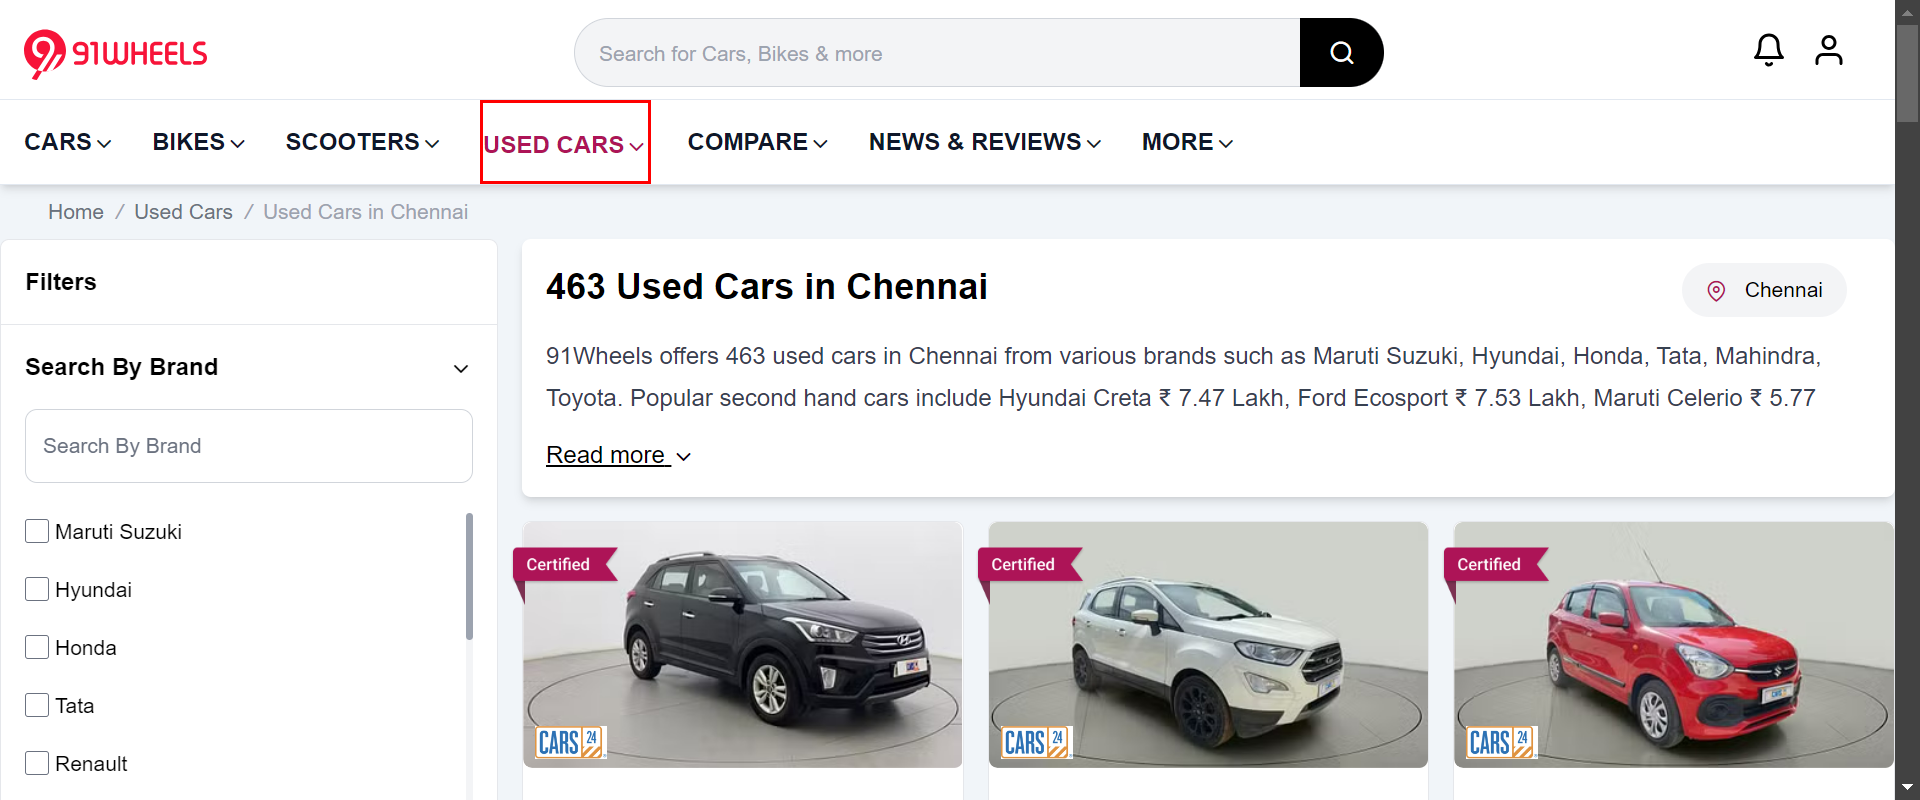 91WHEELS
Search for Cars, Bikes & more
CARS BIKES SCOOTERS USED CARS COMPARE NEWS & REVIEWS MORE
Home / Used Cars / Used Cars in Chennai
Filters
Search By Brand
Search By Brand
Maruti Suzuki
Hyundai
Honda
Tata
Renault
463 Used Cars in Chennai
Chennai
91Wheels offers 463 used cars in Chennai from various brands such as Maruti Suzuki, Hyundai, Honda, Tata, Mahindra,
Toyota. Popular second hand cars include Hyundai Creta ₹ 7.47 Lakh, Ford Ecosport ₹ 7.53 Lakh, Maruti Celerio ₹ 5.77
Read more
Certified
CARS 24
Certified
CARS 24
Certified
CARS 24